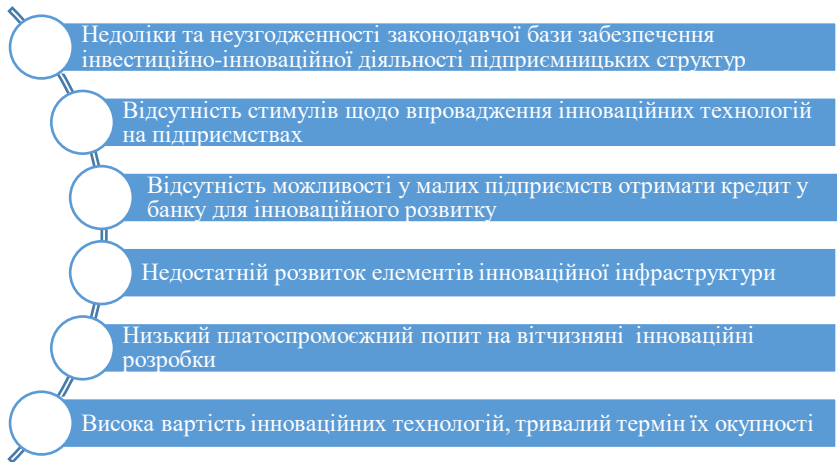 Недоліки та неузгодженності законодавчої бази забезпечення
інвестиційно-інноваційної діяльності підприємницьких структур
Відсутність стимулів щодо впровадження інноваційних технологій
на підприємствах
Відсутність можливості у малих підприємств отримати кредит у
банку для інноваційного розвитку
Недостатній розвиток елементів інноваційної інфраструктури
Низький платоспромоєжний попит на вітчизняні  інноваційні
розробки
Висока вартість інноваційних технологій, тривалий термін їх окупності